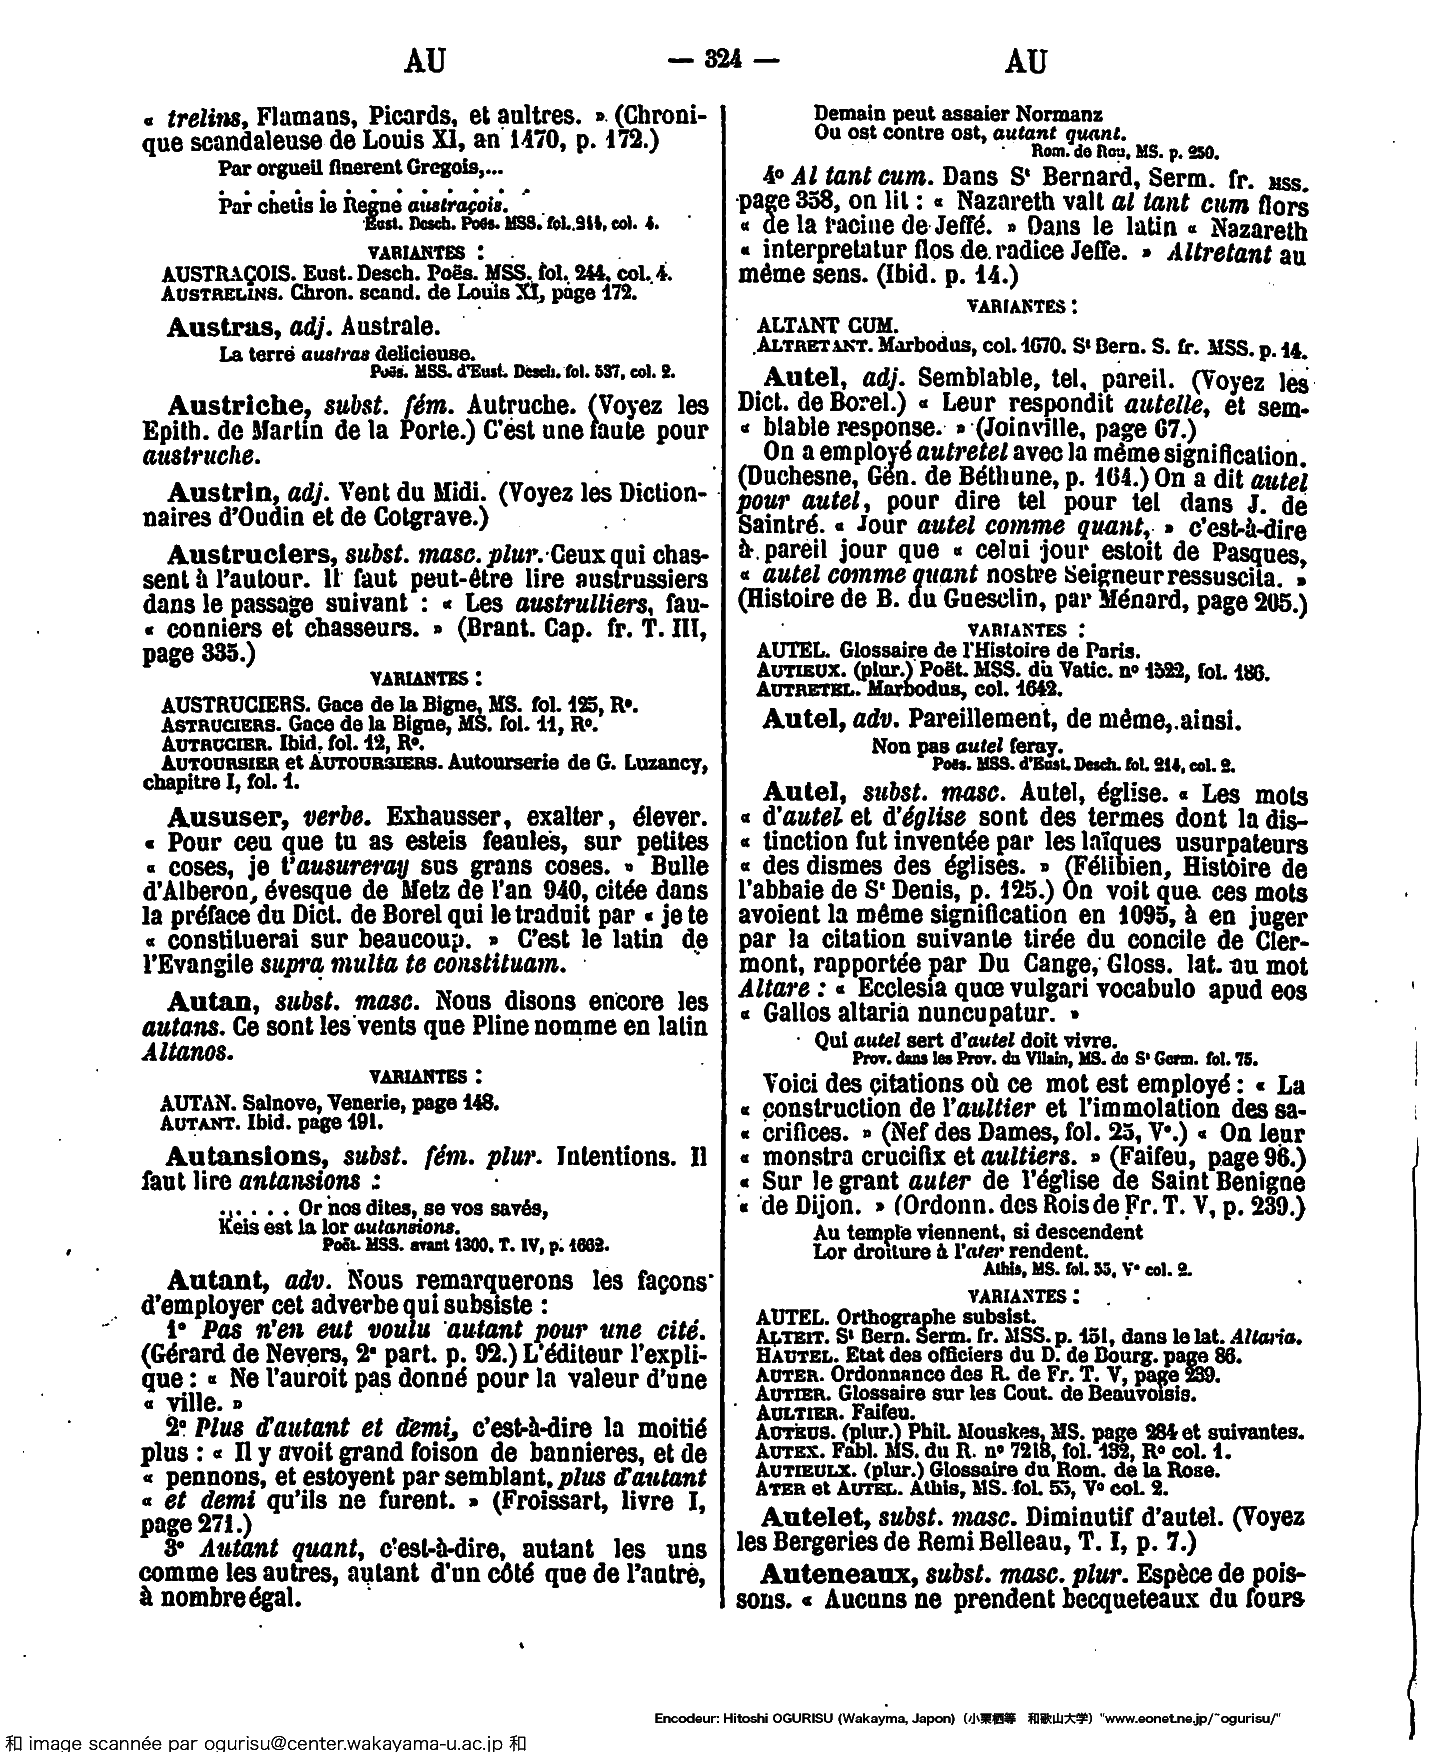 AU — 324 — AU
« trelins, Flamans, Picards, et aultres. » (Chroni-
que scandaleuse de Louis XI, an 1470, p. 172.)
Par orgueil finerent Gregois,...
. . . . . . . . . . . . .
Par chetis le Regne austraçois.
Eust. Desch. Poës. MSS. fol. 214, col. 4.
VARIANTES :
AUSTRAÇOIS. Eust. Desch. Poës. MSS. fol. 244, col. 4.
AUSTRELINS. Chron. scand. de Louis XI, page 172.
Austras, adj. Australe.
La terre austras delicieuse.
Poës. MSS. d'Eust. Desch. fol. 537, col. 2.
Austriche, subst. fém. Autruche. (Voyez les
Epith. de Martin de la Porte.) C'est une faute pour
austruche.
Austrin, adj. Vent du Midi. (Voyez les Diction-
naires d'Oudin et de Cotgrave.)
Austruciers, subst. masc. plur. Ceux qui chas-
sent à l'autour. Il faut peut-être lire austrussiers
dans le passage suivant : « Les austrulliers, fau-
« conniers et chasseurs. » (Brant. Cap. fr. T. III,
page 335.)
VARIANTES :
AUSTRUCIERS. Gace de la Bigne, MS. fol. 125, R°.
ASTRUCIERS. Gace de la Bigne, MS. fol. 11, R°.
AUTRUCIER. Ibid. fol. 12, R°.
AUTOURSIER et AUTOURSIERS. Autourserie de G. Luzancy,
chapitre I, fol. 1.
Aususer, verbe. Exhausser, exalter, élever.
« Pour ceu que tu as esteis feaules, sur petites
« coses, je t'ausureray sus grans coses. » Bulle
d'Alberon, évesque de Metz de l'an 940, citée dans
la préface du Dict. de Borel qui le traduit par « je te
« constituerai sur beaucoup. » C'est le latin de
l'Evangile supra multa te constituam.
Autan, subst. masc. Nous disons encore les
autans. Ce sont les vents que Pline nomme en latin
Altanos.
VARIANTES :
AUTAN. Salnove, Venerie, page 148.
AUTANT. Ibid. page 191.
Autansions, subst. fém. plur. Intentions. Il
faut lire antansions :
. . . . . . Or nos dites, se vos savés,
Keis est la lor autansions.
Poët. MSS. avant 1300, T. IV, p. 1662.
Autant, adv. Nous remarquerons les façons
d'employer cet adverbe qui subsiste :
1° Pas n'en eut voulu autant pour une cité.
(Gérard de Nevers, 2e part. p. 92.) L'éditeur l'expli-
que : « Ne l'auroit pas donné pour la valeur d'une
« ville. »
2° Plus d'autant et demi, c'est-à-dire la moitié
plus : « Il y avoit grand foison de bannieres, et de
« pennons, et estoyent par semblant, plus d'autant
« et demi qu'ils ne furent. » (Froissart, livre I,
page 271.)
3° Autant quant, c'est-à-dire, autant les uns
comme les autres, autant d'un côté que de l'autre,
à nombre égal.
Demain peut assaier Normanz
Ou ost contre ost, autant quant.
Rom. de Rou, MS. p. 250.
4° Al tant cum. Dans St Bernard, Serm. fr. MSS.
page 358, on lit : « Nazareth valt al tant cum flors
« de la racine de Jeffé. » Dans le latin « Nazareth
« interpretatur flos de radice Jeffe. » Altretant au
même sens. (Ibid. p. 14.)
VARIANTES :
ALTANT CUM.
ALTRETANT. Marbodus, col. 1670. St Bern. S. fr. MSS. p. 14.
Autel, adj. Semblable, tel, pareil. (Voyez les
Dict. de Borel.) « Leur respondit autelle, et sem-
« blable response. » (Joinville, page 67.)
On a employé autretel avec la même signification.
(Duchesne, Gén. de Béthune, p. 164.) On a dit autel
pour autel, pour dire tel pour tel dans J. de
Saintré. « Jour autel comme quant, » c'est-à-dire
à pareil jour que « celui jour estoit de Pasques,
« autel comme quant nostre Seigneur ressuscita. »
(Histoire de B. du Guesclin, par Ménard, page 205.)
VARIANTES :
AUTEL. Glossaire de l'Histoire de Paris.
AUTIEUX. (plur.) Poët. MSS. du Vatic. n° 1522, fol. 186.
AUTRETEL. Marbodus, col. 1642.
Autel, adv. Pareillement, de même, ainsi.
Non pas autel feray.
Poës. MSS. d'Eust. Desch. fol. 214, col. 2.
Autel, subst. masc. Autel, église. « Les mots
« d'autel et d'église sont des termes dont la dis-
« tinction fut inventée par les laïques usurpateurs
« des dismes des églises. » (Félibien, Histoire de
l'abbaie de St Denis, p. 125.) On voit que ces mots
avoient la même signification en 1095, à en juger
par la citation suivante tirée du concile de Cler-
mont, rapportée par Du Cange, Gloss. lat. au mot
Altare : « Ecclesia quœ vulgari vocabulo apud eos
« Gallos altaria nuncupatur. »
Qui autel sert d'autel doit vivre.
Prov. dans les Prov. du Vilain, MS. de St Germ. fol. 75.
Voici des citations où ce mot est employé : « La
« construction de l'aultier et l'immolation des sa-
« crifices. » (Nef des Dames, fol. 25, V°.) « On leur
« monstra crucifix et aultiers. » (Faifeu, page 96.)
« Sur le grant auter de l'église de Saint Benigne
« de Dijon. » (Ordonn. des Rois de Fr. T. V, p. 239.)
Au temple viennent, si descendent
Lor droiture à l'ater rendent.
Athis, MS. fol. 55, V° col. 2.
VARIANTES :
AUTEL. Orthographe subsist.
ALTEIT. St Bern. Serm. fr. MSS. p. 151, dans le lat. Altaria.
HAUTEL. Etat des officiers du D. de Bourg. page 86.
AUTER. Ordonnance des R. de Fr. T. V, page 239.
AUTIER. Glossaire sur les Cout. de Beauvoisis.
AULTIER. Faifeu.
AUTEUS. (plur.) Phil. Mouskes, MS. page 284 et suivantes.
AUTEX. Fabl. MS. du R. n° 7218, fol. 132, R° col. 1.
AUTIEULX. (plur.) Glossaire du Rom. de la Rose.
ATER et AUTEL. Athis, MS. fol. 55, V° col. 2.
Autelet, subst. masc. Diminutif d'autel. (Voyez
les Bergeries de Remi Belleau, T. I, p. 7.)
Auteneaux, subst. masc. plur. Espèce de pois-
sons. « Aucuns ne prendent becqueteaux du fours
Encodeur: Hitoshi OGURISU (Wakayma, Japon) (小栗栖等 和歌山大学) "www.eonet.ne.jp/~ogurisu/"
和 image scannée par ogurisu@center.wakayama-u.ac.jp 和